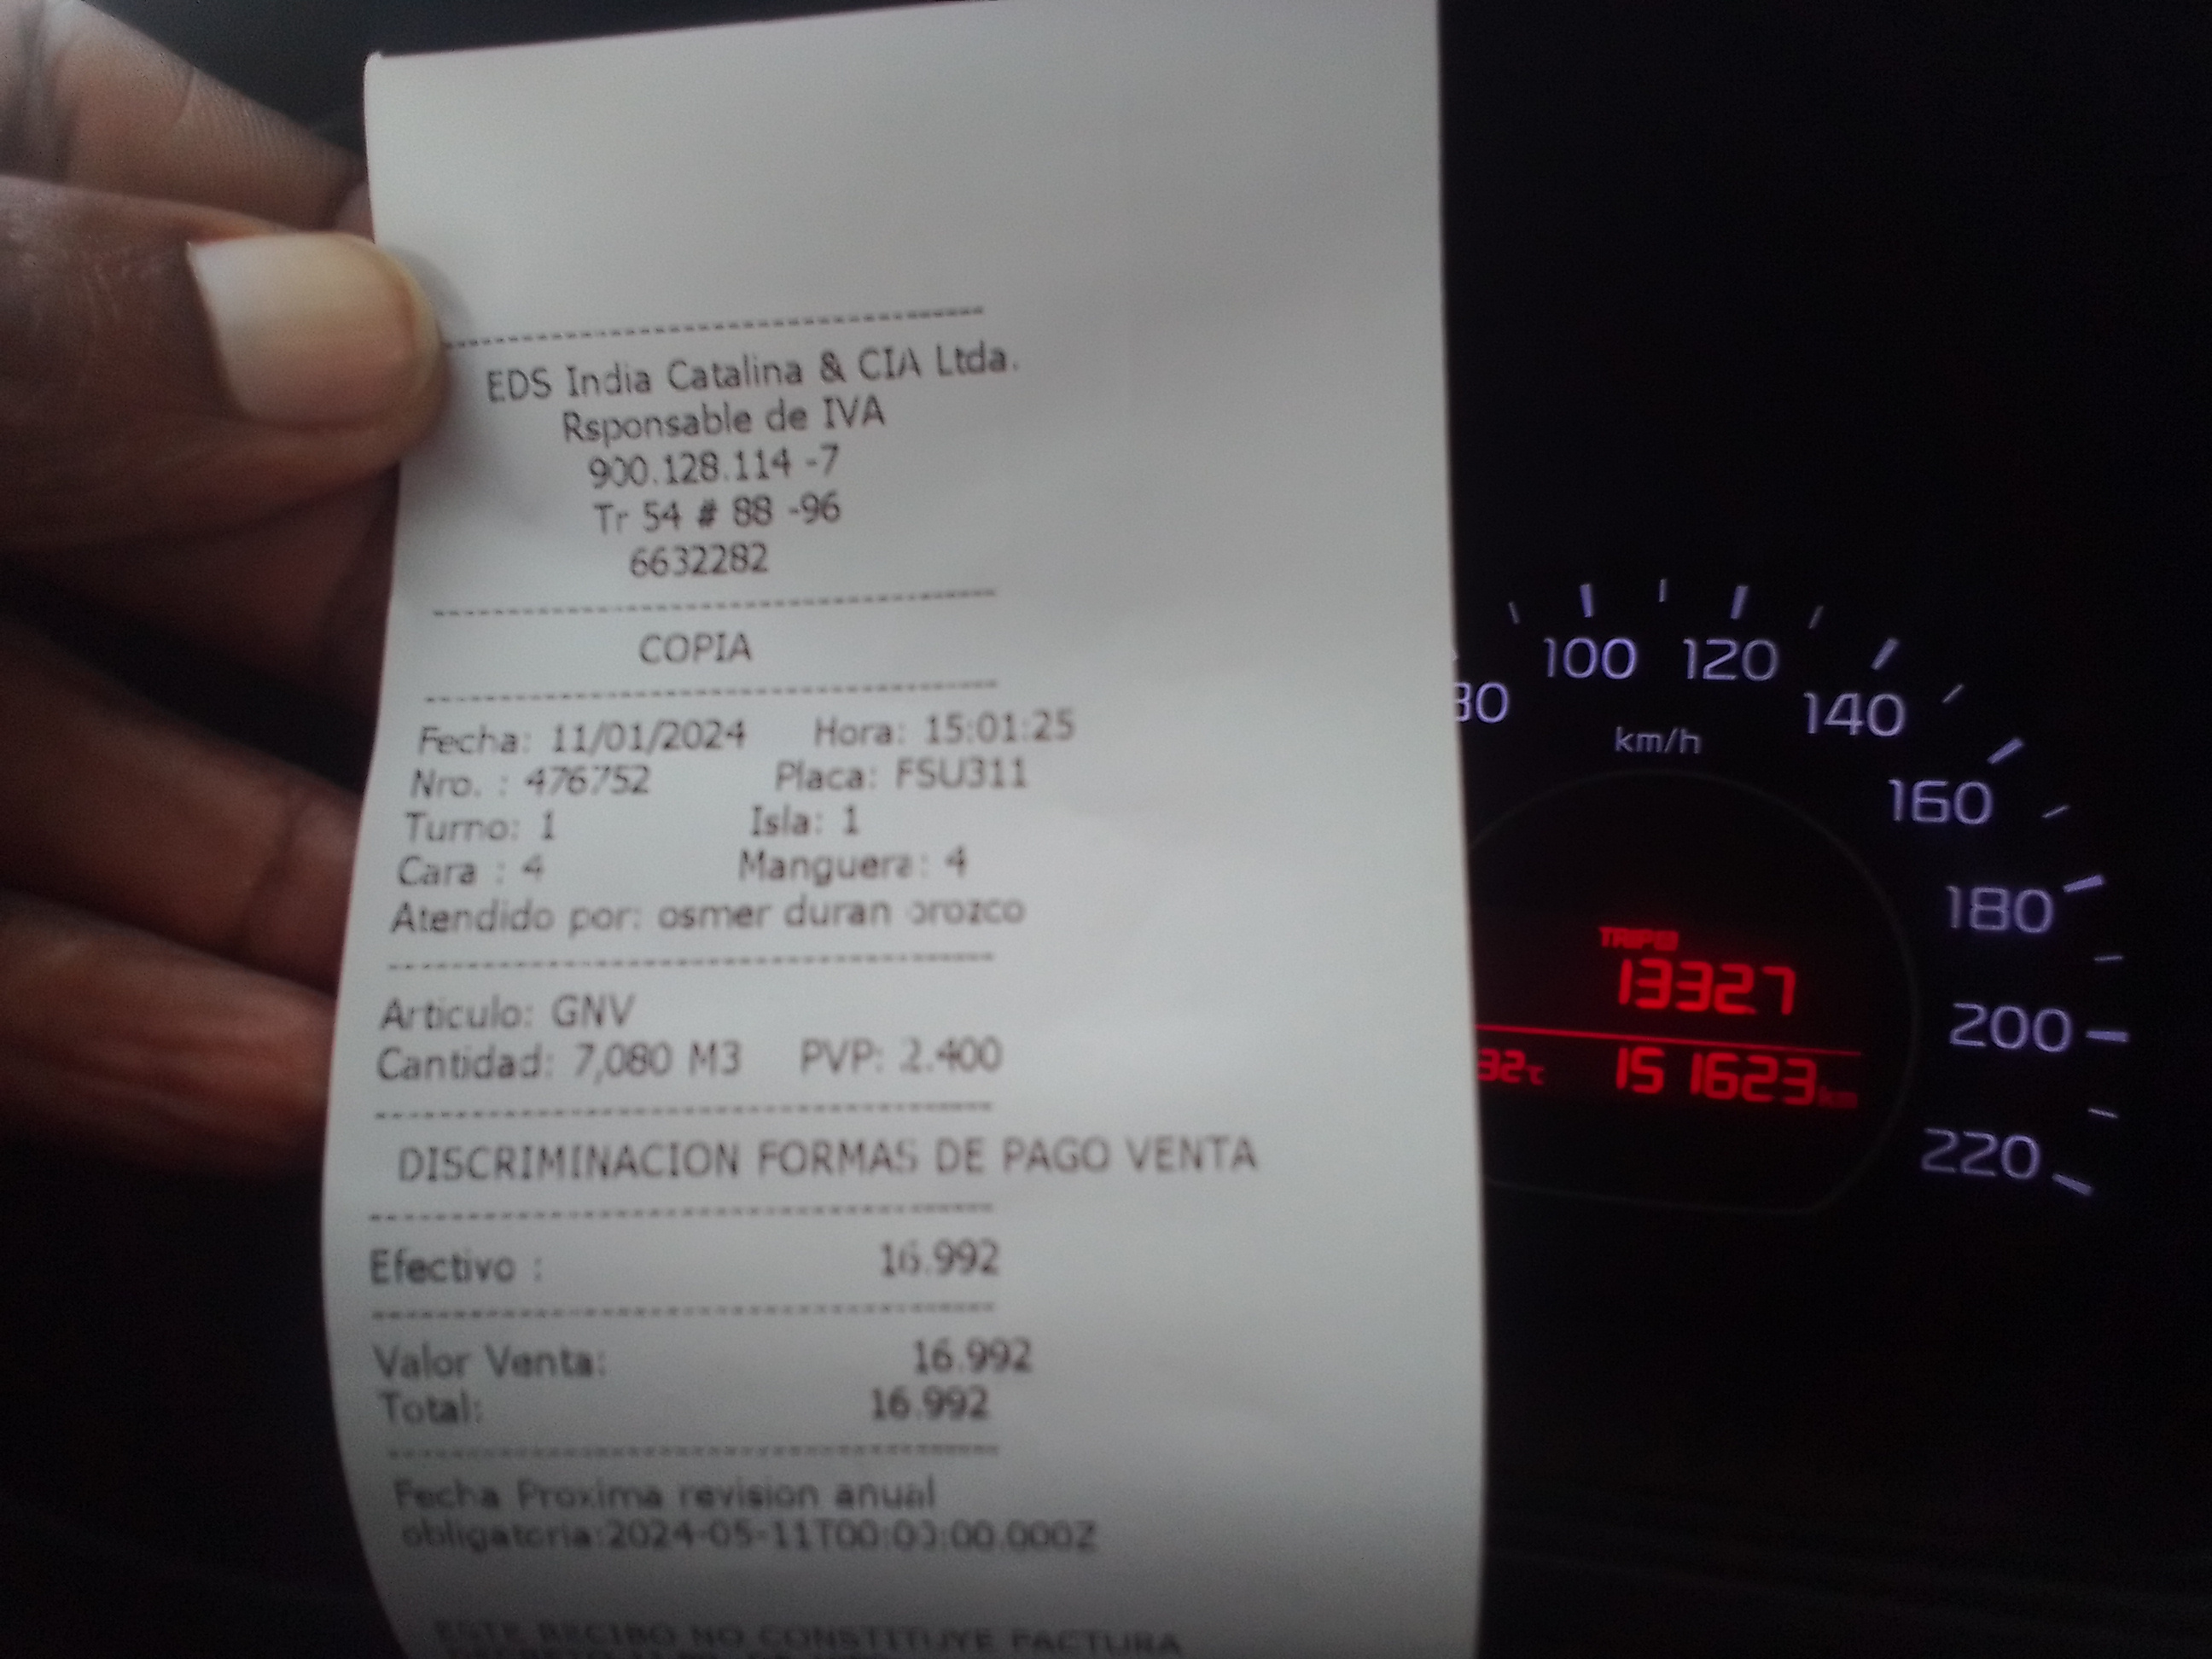 EDS India Catalina & CIA Ltda.
Rsponsable de IVA
900.128.114 -7
Tr 54 # 88 -96
6632282
COPIA
Fecha: 11/01/2024 Hora: 15:01:25
Nro. : 476752 Placa: FSU311
Turno: 1 Isla: 1
Cara : 4 Manguera: 4
Atendido por: osmer duran orozco
Articulo: GNV
Cantidad: 7,080 M3 PVP: 2.400
DISCRIMINACION FORMAS DE PAGO VENTA
Efectivo : 16.992
Valor Venta: 16.992
Total: 16.992
Fecha Proxima revision anual
obligatoria:2024-05-11T00:00:00.000Z
ESTE RECIBO NO CONSTITUYE FACTURA
80 100 120 140 160 180 200 220
km/h
TRIP
13327
32°C 151623 km